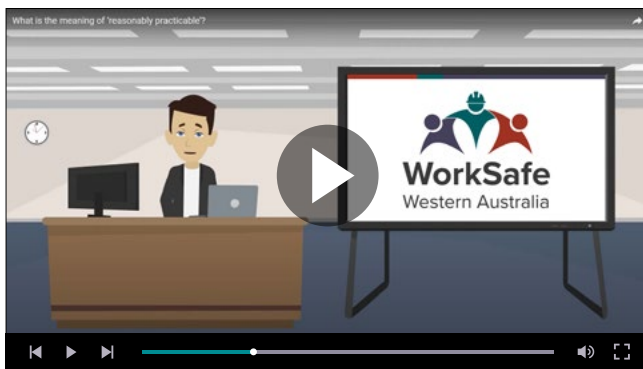 What is the meaning of 'reasonably practicable'?
WorkSafe
Western Australia